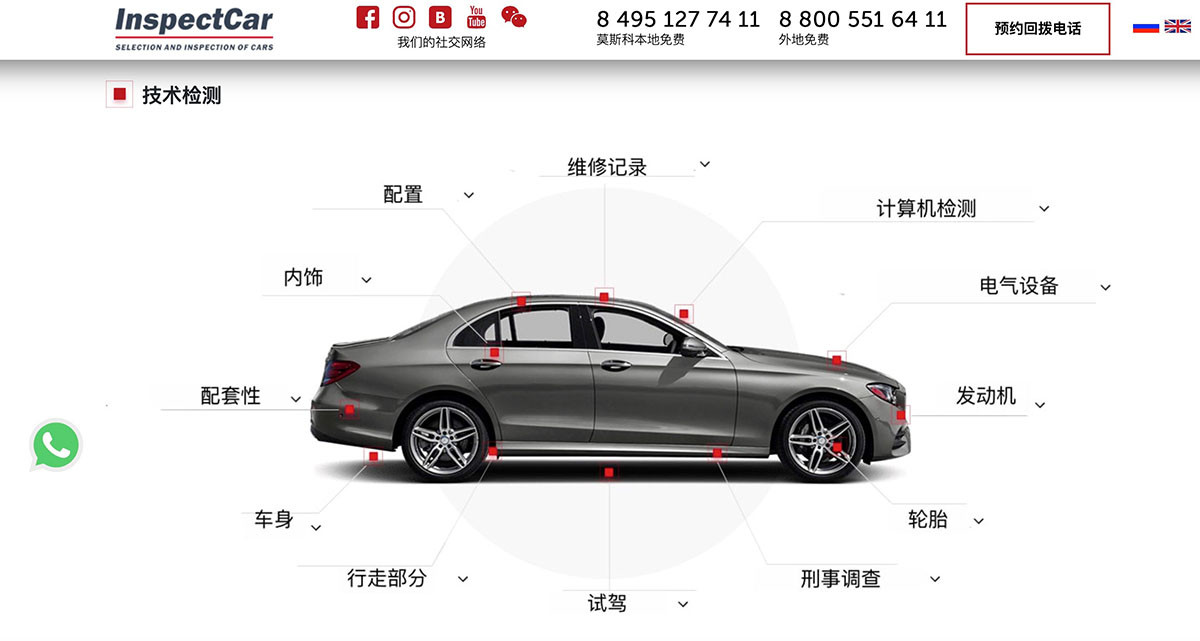 InspectCar
SELECTION AND INSPECTION OF CARS
B
You
Tube
我们的社交网络
8 495 127 74 11
莫斯科本地免费
8 800 551 64 11
外地免费
预约回拨电话
技术检测
维修记录
配置
计算机检测
内饰
电气设备
配套性
发动机
车身
轮胎
行走部分
刑事调查
试驾